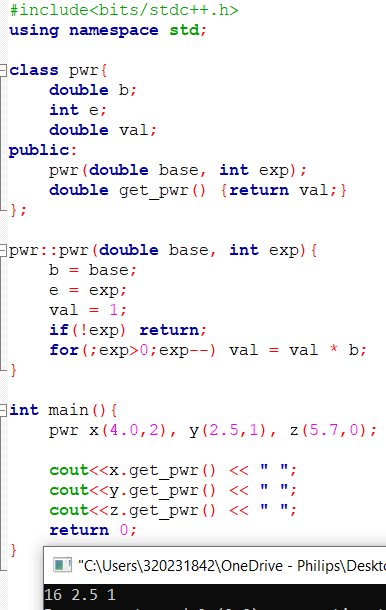 #include<bits/stdc++.h>
using namespace std;
class pwr{
double b;
int e;
double val;
public:
pwr(double base, int exp);
double get_pwr() {return val;}
};
pwr::pwr(double base, int exp){
b = base;
e = exp;
val = 1;
if(!exp) return;
for(;exp>0;exp--) val = val * b;
}
int main(){
pwr x(4.0,2), y(2.5,1), z(5.7,0);
cout<<x.get_pwr() << " ";
cout<<y.get_pwr() << " ";
cout<<z.get_pwr() << " ";
return 0;
}
"C:\Users\320231842\OneDrive - Philips\Deskto
16 2.5 1